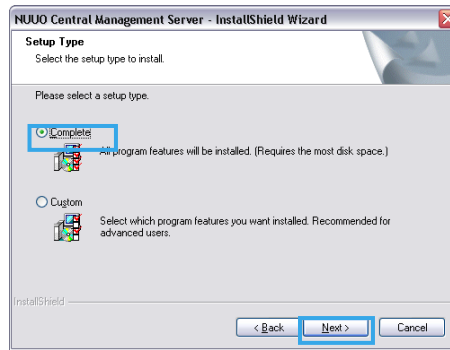 NUUO Central Management Server - InstallShield Wizard
Setup Type
Select the setup type to install.
Please select a setup type.
Complete
All program features will be installed. (Requires the most disk space.)
Custom
Select which program features you want installed. Recommended for
advanced users.
InstallShield
< Back Next > Cancel